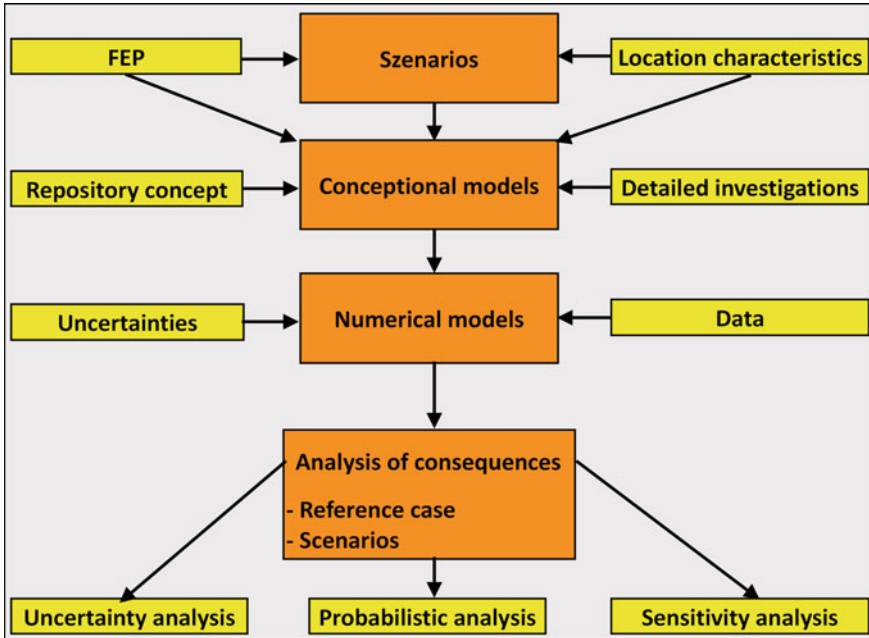 FEP
Szenarios
Location characteristics
Repository concept
Conceptional models
Detailed investigations
Uncertainties
Numerical models
Data
Analysis of consequences
- Reference case
- Scenarios
Uncertainty analysis
Probabilistic analysis
Sensitivity analysis